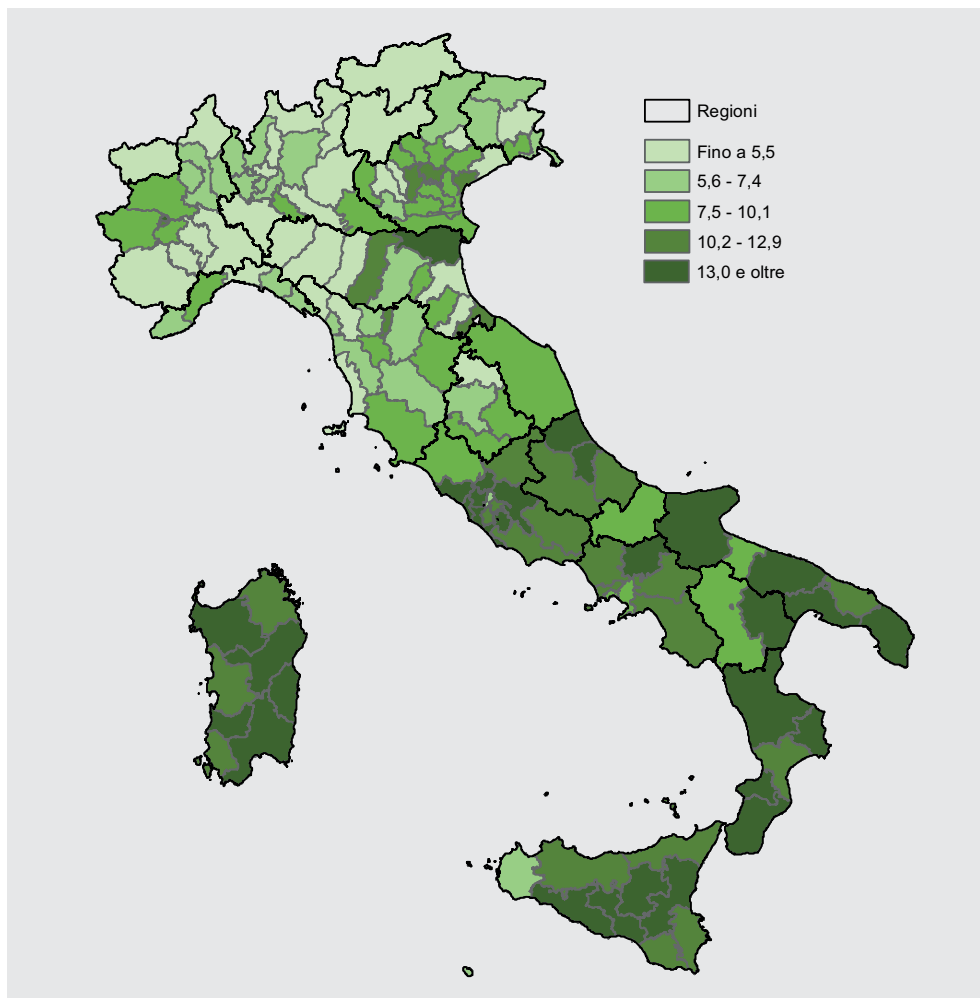 Regioni
Fino a 5,5
5,6 - 7,4
7,5 - 10,1
10,2 - 12,9
13,0 e oltre